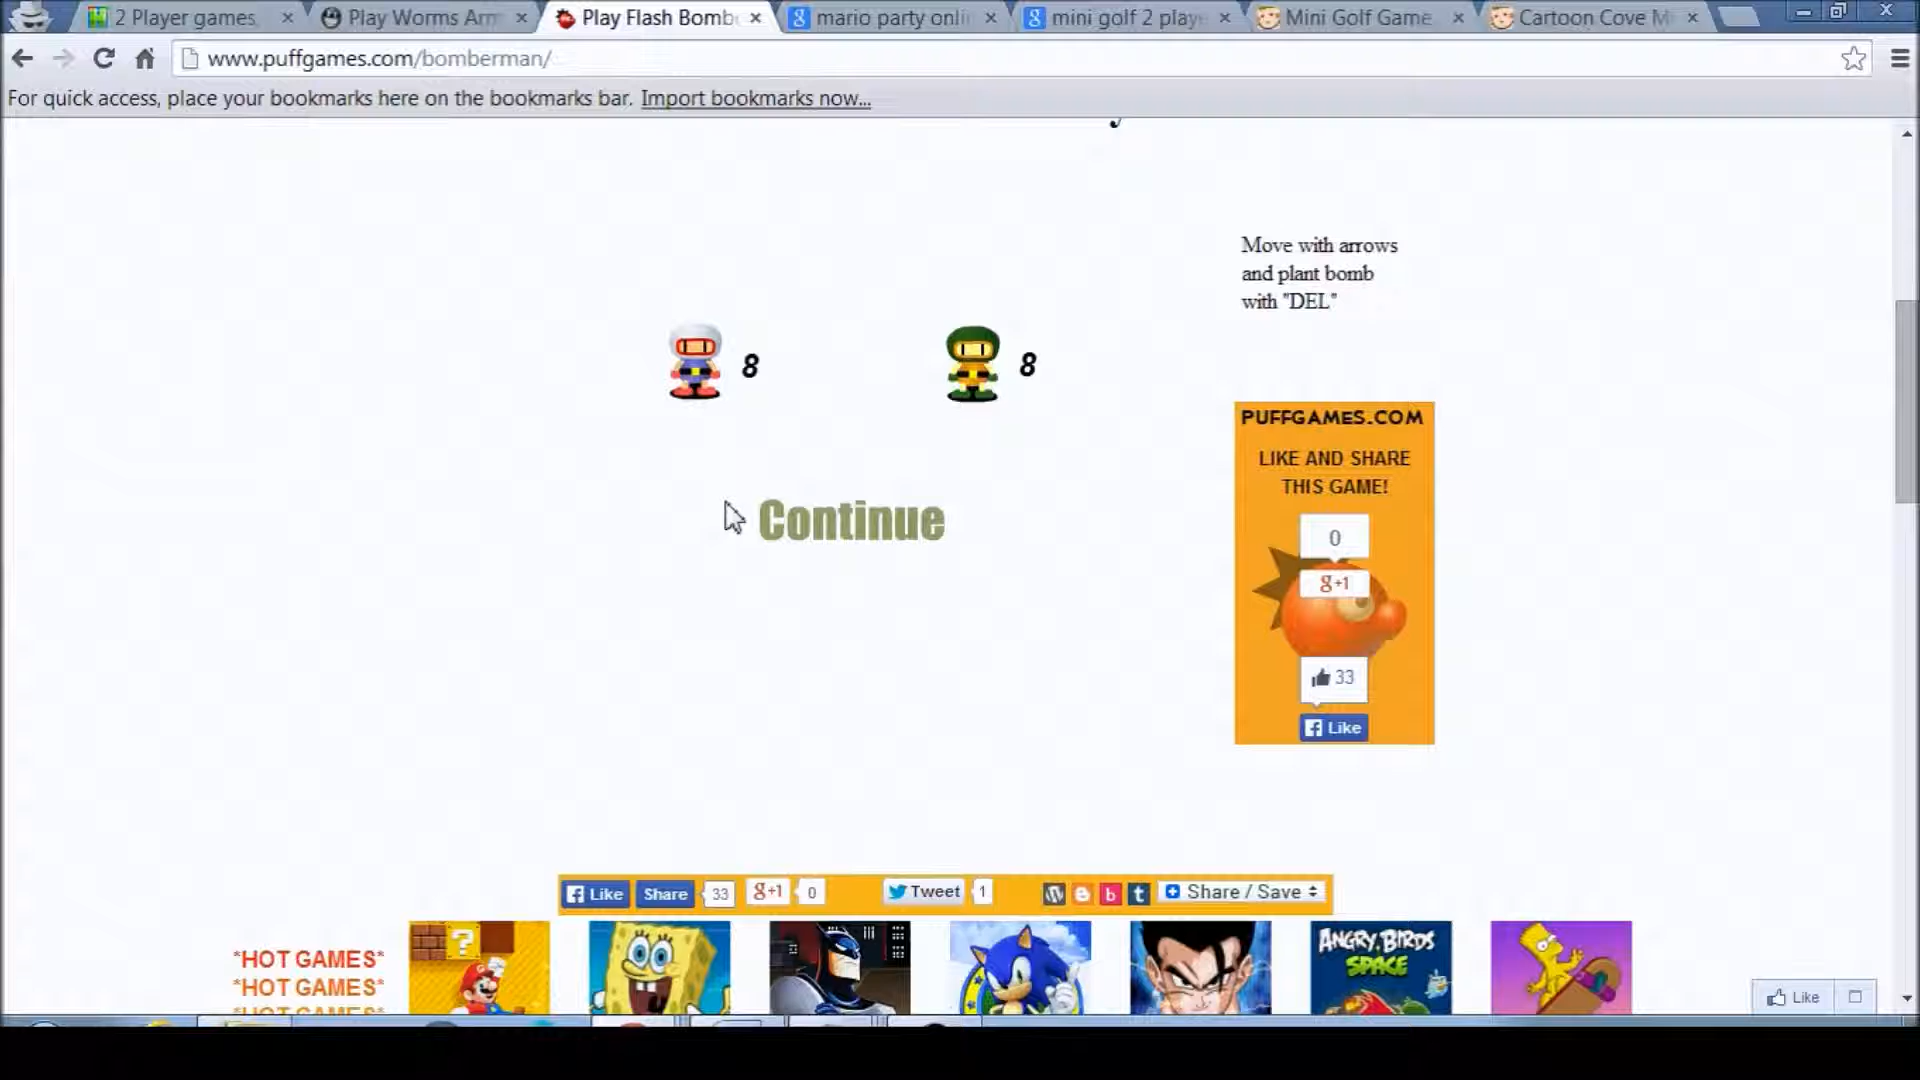 2 Player games,
Play Worms Arm
Play Flash Bombe
mario party onli
mini golf 2 playe
Mini Golf Game
Cartoon Cove M
www.puffgames.com/bomberman/
For quick access, place your bookmarks here on the bookmarks bar. Import bookmarks now...
Move with arrows
and plant bomb
with "DEL"
8
8
Continue
PUFFGAMES.COM
LIKE AND SHARE
THIS GAME!
0
g+1
33
Like
Like Share 33 g+1 0 Tweet 1 Share / Save
*HOT GAMES*
*HOT GAMES*
ANGRY BIRDS
SPACE
Like